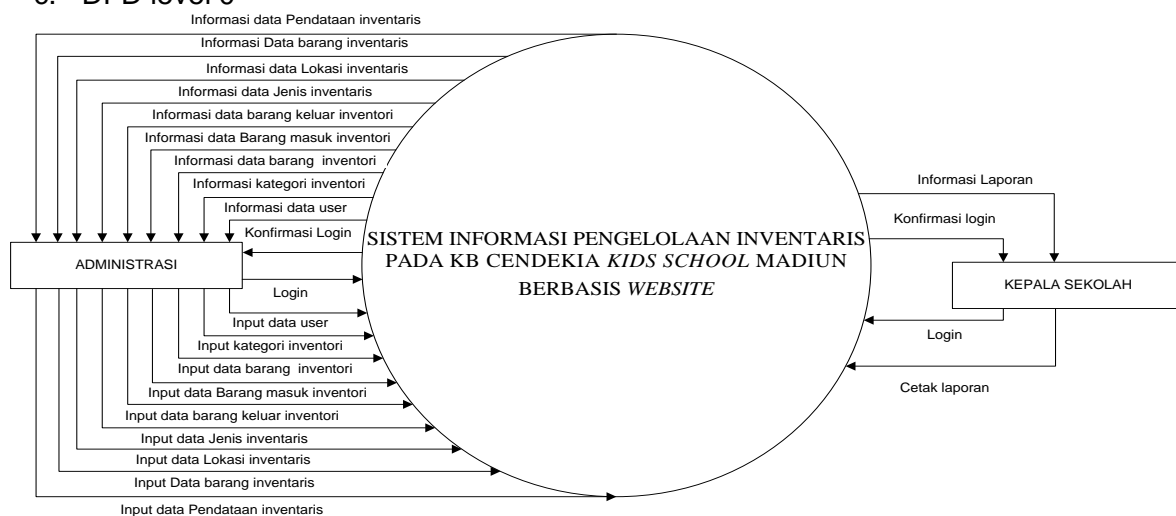 DFD level 0
Informasi data Pendataan inventaris
Informasi Data barang inventaris
Informasi data Lokasi inventaris
Informasi data Jenis inventaris
Informasi data barang keluar inventori
Informasi data Barang masuk inventori
Informasi data barang inventori
Informasi kategori inventori
Informasi data user
Konfirmasi Login
ADMINISTRASI
Login
Input data user
Input kategori inventori
Input data barang inventori
Input data Barang masuk inventori
Input data barang keluar inventori
Input data Jenis inventaris
Input data Lokasi inventaris
Input Data barang inventaris
Input data Pendataan inventaris
SISTEM INFORMASI PENGELOLAAN INVENTARIS
PADA KB CENDEKIA KIDS SCHOOL MADIUN
BERBASIS WEBSITE
Informasi Laporan
Konfirmasi login
KEPALA SEKOLAH
Login
Cetak laporan